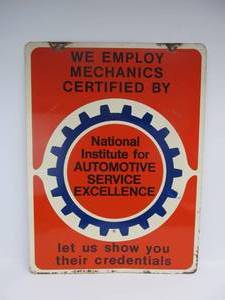 WE EMPLOY
MECHANICS
CERTIFIED BY
National
Institute for
AUTOMOTIVE
SERVICE
EXCELLENCE
let us show you
their credentials